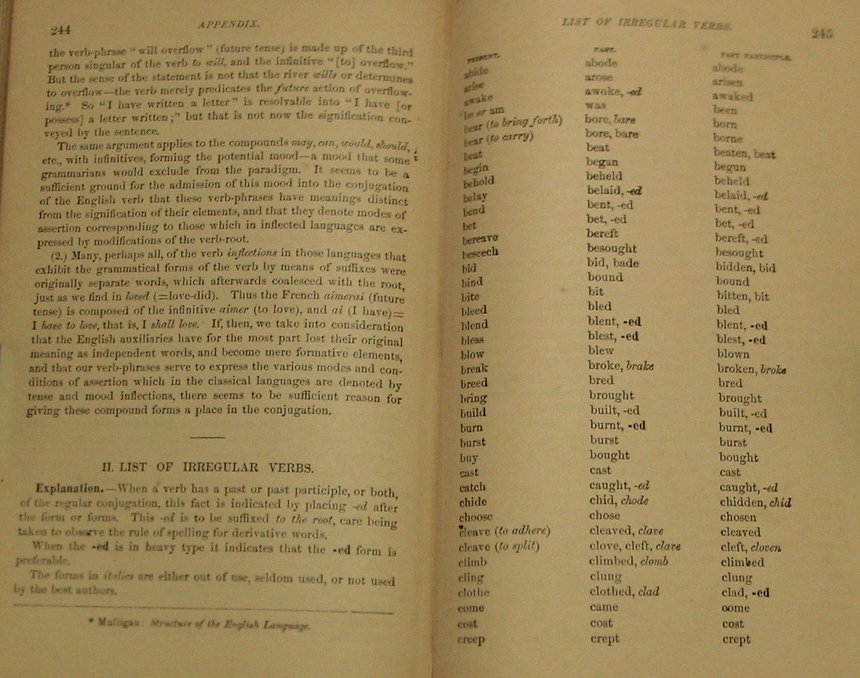 244
APPENDIX.
the verb-phrase "will overflow" (future tense) is made up of the third
person singular of the verb to will, and the infinitive "[to] overflow."
But the sense of the statement is not that the river wills or determines
to overflow—the verb merely predicates the future action of overflow-
ing.* So "I have written a letter" is resolvable into "I have [or
possess] a letter written;" but that is not now the signification con-
veyed by the sentence.
The same argument applies to the compounds may, can, would, should,
etc., with infinitives, forming the potential mood—a mood that some
grammarians would exclude from the paradigm. It seems to be a
sufficient ground for the admission of this mood into the conjugation
of the English verb that these verb-phrases have meanings distinct
from the signification of their elements, and that they denote modes of
assertion corresponding to those which in inflected languages are ex-
pressed by modifications of the verb-root.
(2.) Many, perhaps all, of the verb inflections in those languages that
exhibit the grammatical forms of the verb by means of suffixes were
originally separate words, which afterwards coalesced with the root,
just as we find in loved (=love-did). Thus the French aimerai (future
tense) is composed of the infinitive aimer (to love), and ai (I have)=
I have to love, that is, I shall love. If, then, we take into consideration
that the English auxiliaries have for the most part lost their original
meaning as independent words, and become mere formative elements,
and that our verb-phrases serve to express the various modes and con-
ditions of assertion which in the classical languages are denoted by
tense and mood inflections, there seems to be sufficient reason for
giving these compound forms a place in the conjugation.
II. LIST OF IRREGULAR VERBS.
Explanation.—When a verb has a past or past participle, or both,
of the regular conjugation, this fact is indicated by placing -ed after
the form or forms. This -ed is to be suffixed to the root, care being
taken to observe the rule of spelling for derivative words.
When the -ed is in heavy type it indicates that the -ed form is
preferable.
The forms in italics are either out of use, seldom used, or not used
by the best authors.
* Mulligan: Structure of the English Language.
LIST OF IRREGULAR VERBS.
245
PRESENT. PAST. PAST PARTICIPLE.
abide abode abode
arise arose arisen
awake awoke, -ed awaked
be or am was been
bear (to bring forth) bore, bare born
bear (to carry) bore, bare borne
beat beat beaten, beat
begin began begun
behold beheld beheld
belay belaid, -ed belaid, -ed
bend bent, -ed bent, -ed
bet bet, -ed bet, -ed
bereave bereft bereft, -ed
beseech besought besought
bid bid, bade bidden, bid
bind bound bound
bite bit bitten, bit
bleed bled bled
blend blent, -ed blent, -ed
bless blest, -ed blest, -ed
blow blew blown
break broke, brake broken, broke
breed bred bred
bring brought brought
build built, -ed built, -ed
burn burnt, -ed burnt, -ed
burst burst burst
buy bought bought
cast cast cast
catch caught, -ed caught, -ed
chide chid, chode chidden, chid
choose chose chosen
cleave (to adhere) cleaved, clave cleaved
cleave (to split) clove, cleft, clave cleft, cloven
climb climbed, clomb climbed
cling clung clung
clothe clothed, clad clad, -ed
come came come
cost cost cost
creep crept crept